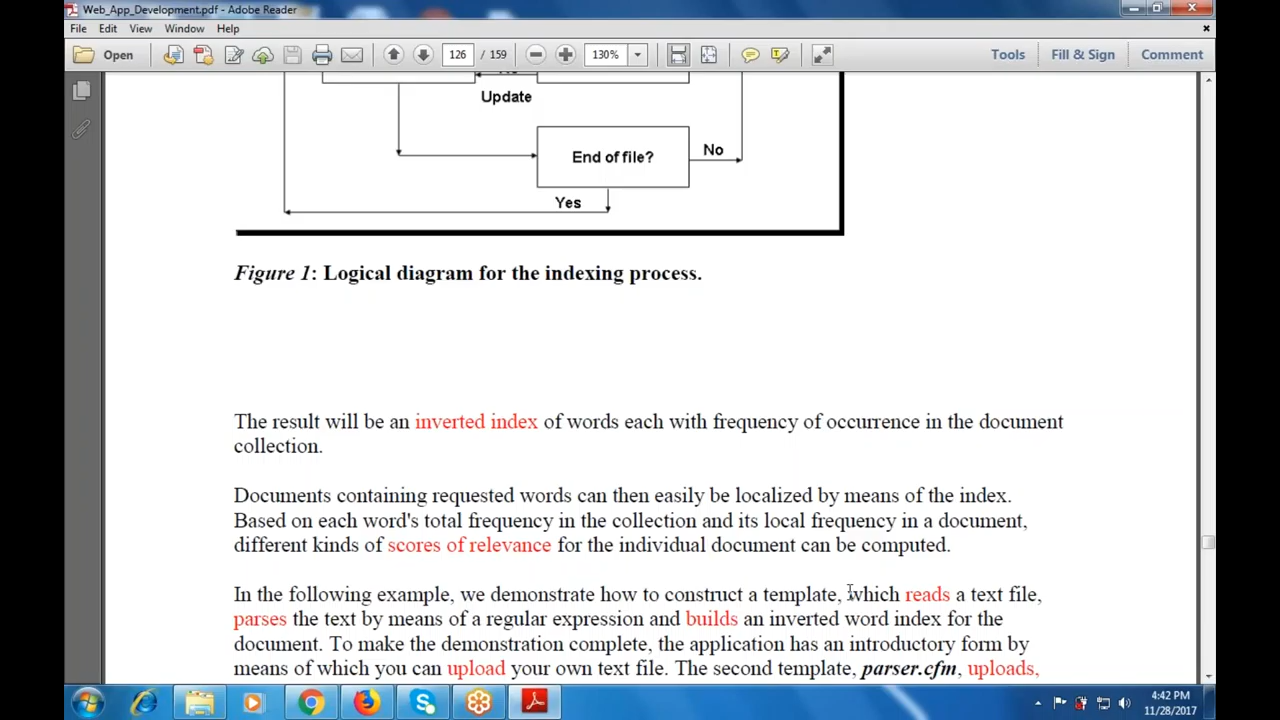 Web_App_Development.pdf - Adobe Reader
File Edit View Window Help
Open 126 / 159 130% Tools Fill & Sign Comment
Update
End of file?
No
Yes
Figure 1: Logical diagram for the indexing process.
The result will be an inverted index of words each with frequency of occurrence in the document
collection.
Documents containing requested words can then easily be localized by means of the index.
Based on each word's total frequency in the collection and its local frequency in a document,
different kinds of scores of relevance for the individual document can be computed.
In the following example, we demonstrate how to construct a template, which reads a text file,
parses the text by means of a regular expression and builds an inverted word index for the
document. To make the demonstration complete, the application has an introductory form by
means of which you can upload your own text file. The second template, parser.cfm, uploads,
4:42 PM
11/28/2017